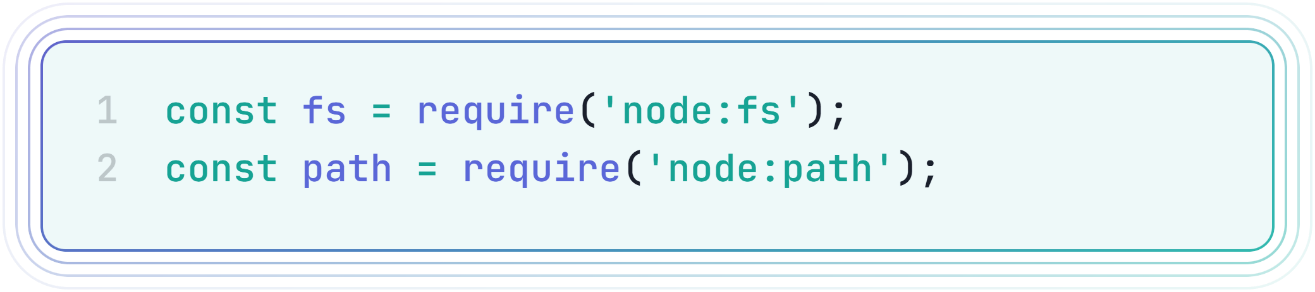 1 const fs = require('node:fs');
2 const path = require('node:path');